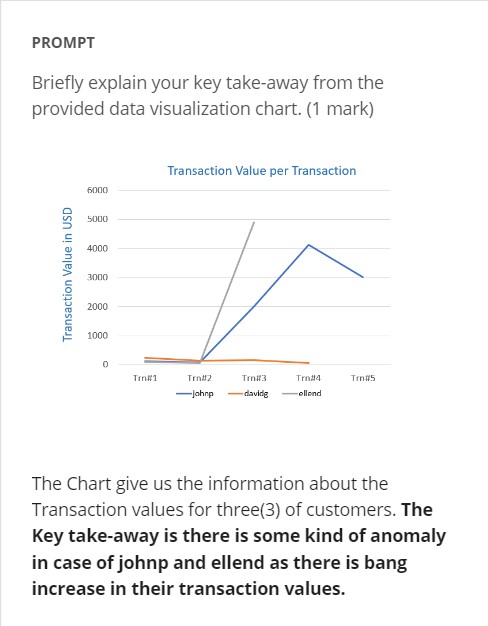 PROMPT
Briefly explain your key take-away from the
provided data visualization chart. (1 mark)
Transaction Value per Transaction
Transaction Value in USD
6000
5000
4000
3000
2000
1000
0
Trn#1 Trn#2 Trn#3 Trn#4 Trn#5
johnp davidg ellend
The Chart give us the information about the
Transaction values for three(3) of customers. The
Key take-away is there is some kind of anomaly
in case of johnp and ellend as there is bang
increase in their transaction values.